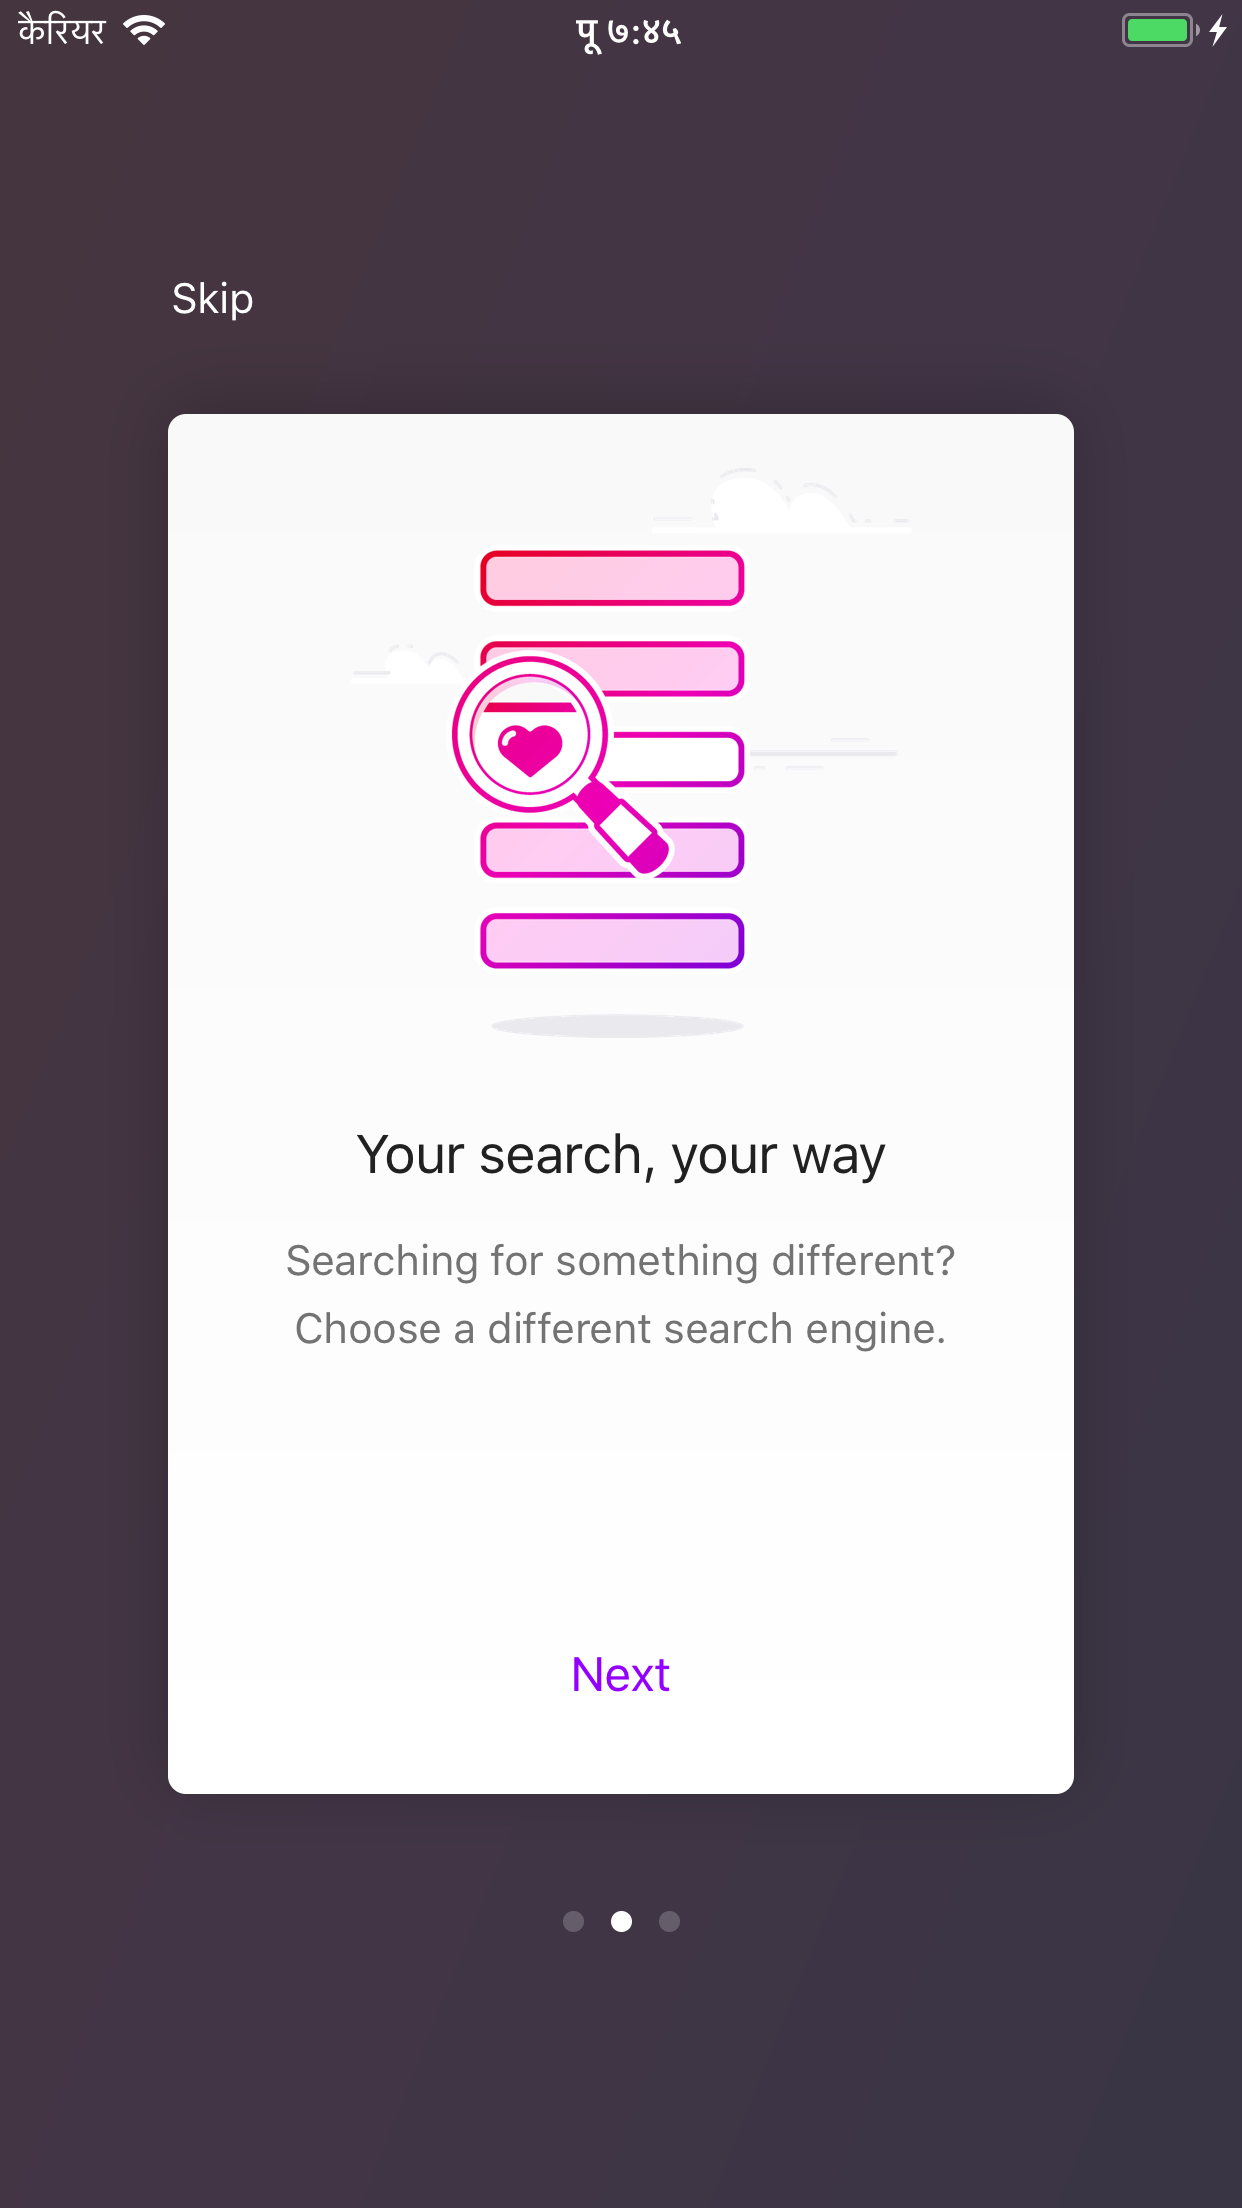 कैरियर
पू ७:४५
Skip
Your search, your way
Searching for something different?
Choose a different search engine.
Next